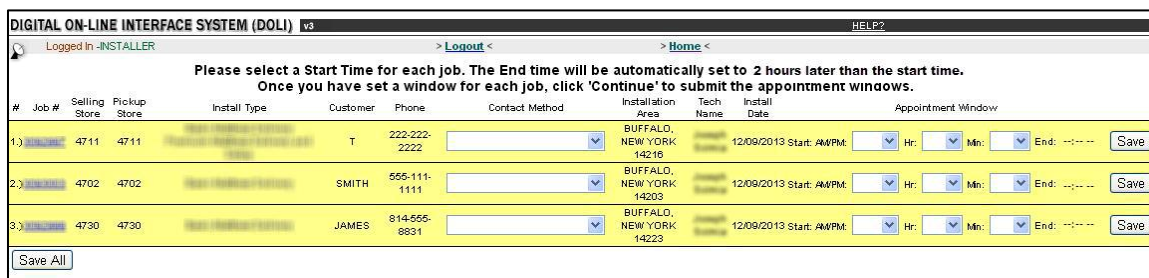 DIGITAL ON-LINE INTERFACE SYSTEM (DOLI) v3 HELP?
Logged In -INSTALLER > Logout < > Home <
Please select a Start Time for each job. The End time will be automatically set to 2 hours later than the start time.
Once you have set a window for each job, click 'Continue' to submit the appointment windows.
# Job # Selling Store Pickup Store Install Type Customer Phone Contact Method Installation Area Tech Name Install Date Appointment Window
1.) 4711 4711 T 222-222-2222 BUFFALO, NEW YORK 14216 12/09/2013 Start: AM/PM: Hr: Min: End: --:-- -- Save
2.) 4702 4702 SMITH 555-111-1111 BUFFALO, NEW YORK 14203 12/09/2013 Start: AM/PM: Hr: Min: End: --:-- -- Save
3.) 4730 4730 JAMES 814-555-8831 BUFFALO, NEW YORK 14223 12/09/2013 Start: AM/PM: Hr: Min: End: --:-- -- Save
Save All